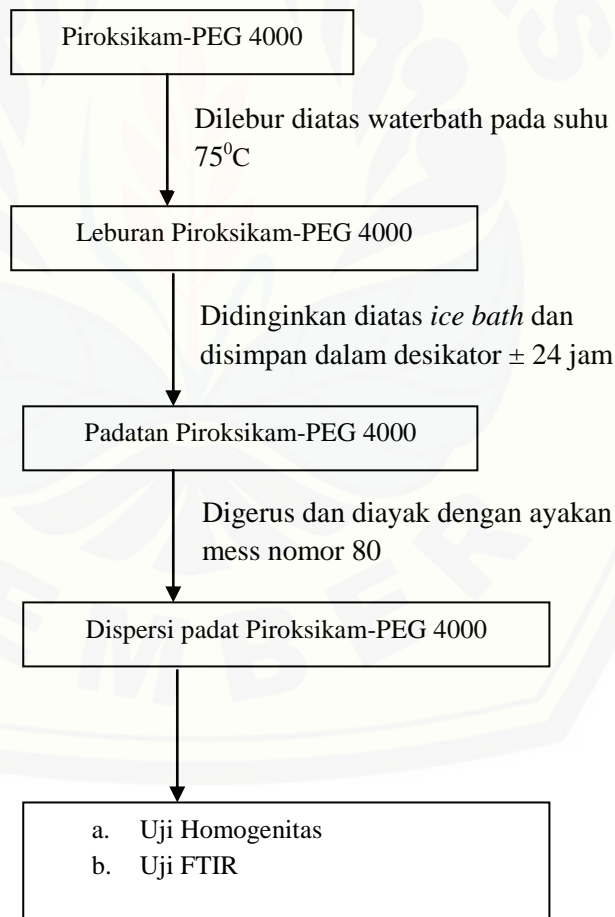 Piroksikam-PEG 4000
Dilebur diatas waterbath pada suhu
75⁰C
Leburan Piroksikam-PEG 4000
Didinginkan diatas ice bath dan
disimpan dalam desikator ± 24 jam
Padatan Piroksikam-PEG 4000
Digerus dan diayak dengan ayakan
mess nomor 80
Dispersi padat Piroksikam-PEG 4000
a. Uji Homogenitas
b. Uji FTIR